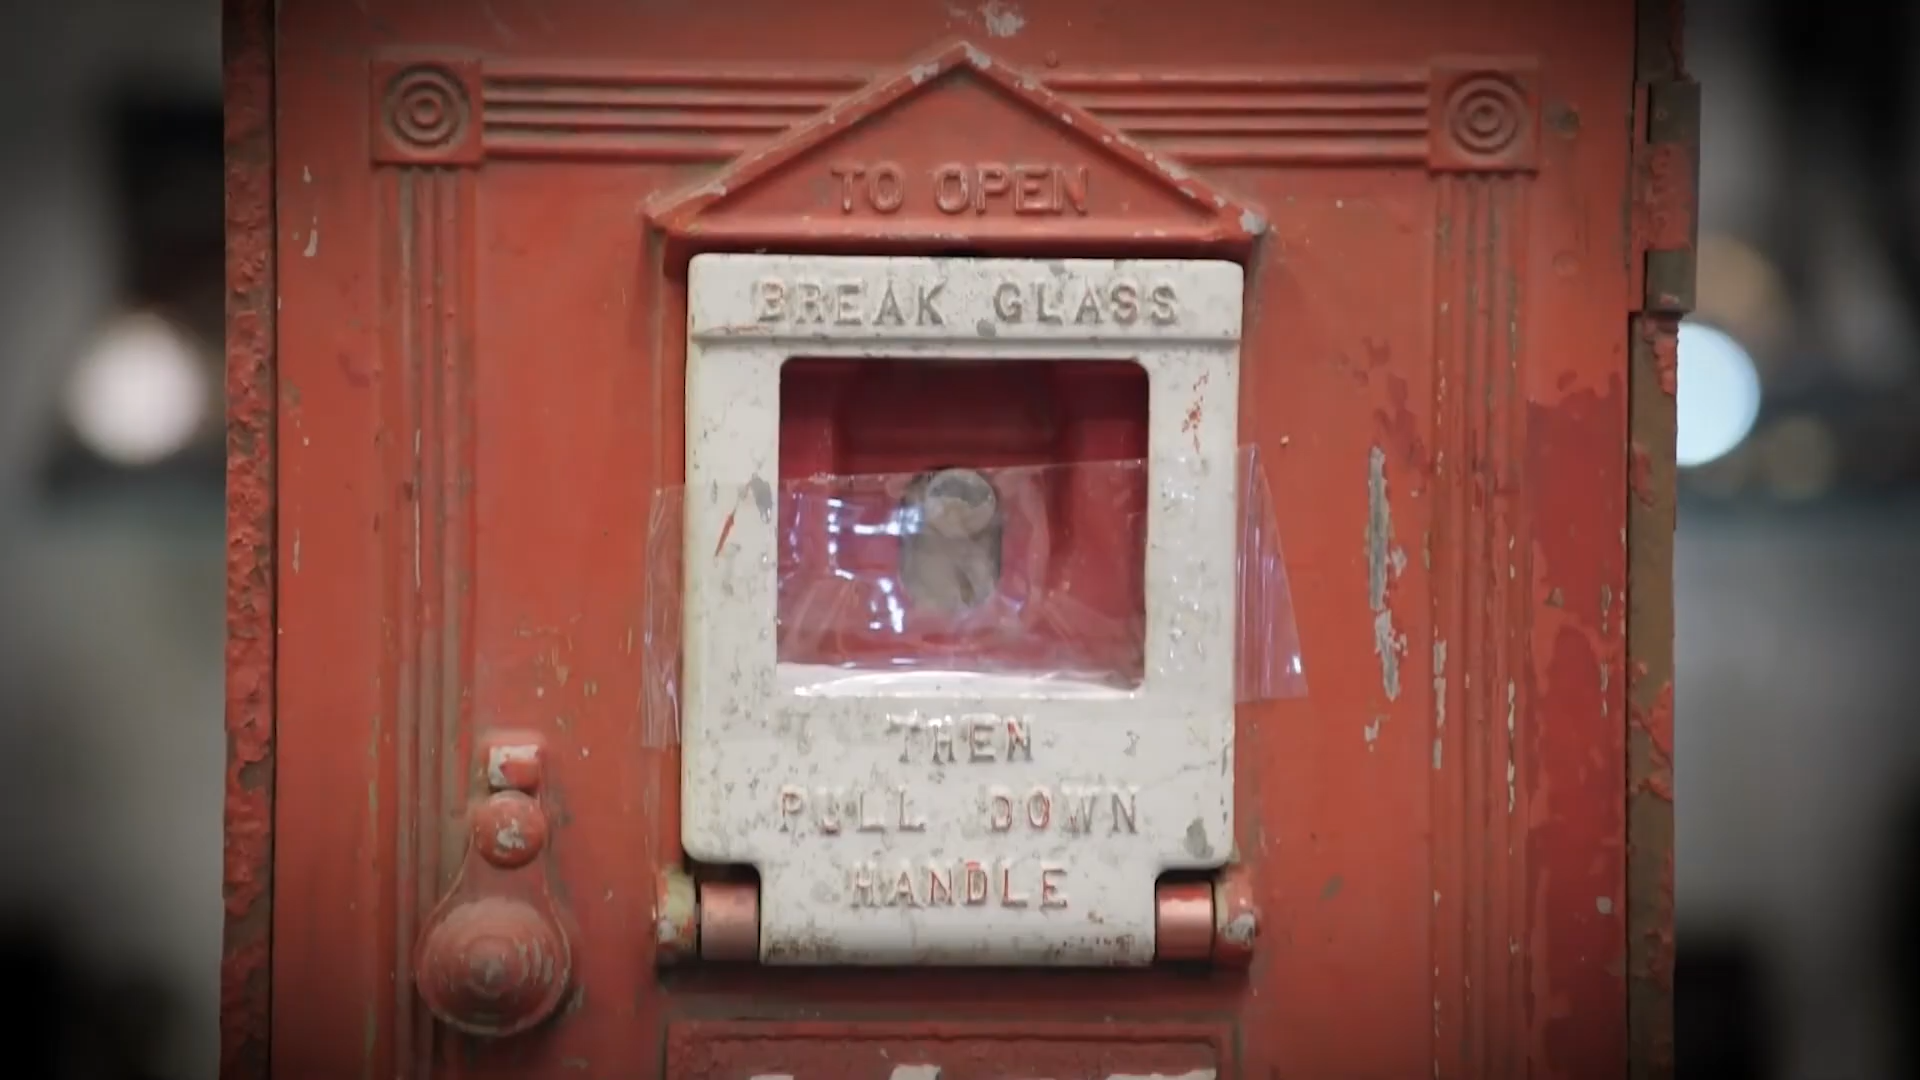 TO OPEN
BREAK GLASS
THEN
PULL DOWN
HANDLE